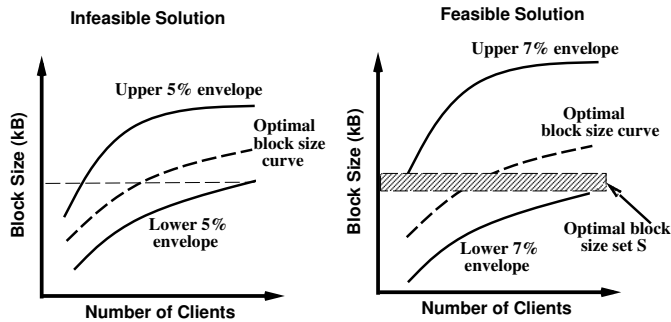 Infeasible Solution
Upper 5% envelope
Optimal
block size
curve
Lower 5%
envelope
Block Size (kB)
Number of Clients
Feasible Solution
Upper 7% envelope
Optimal
block size curve
Lower 7%
envelope
Optimal block
size set S
Block Size (kB)
Number of Clients